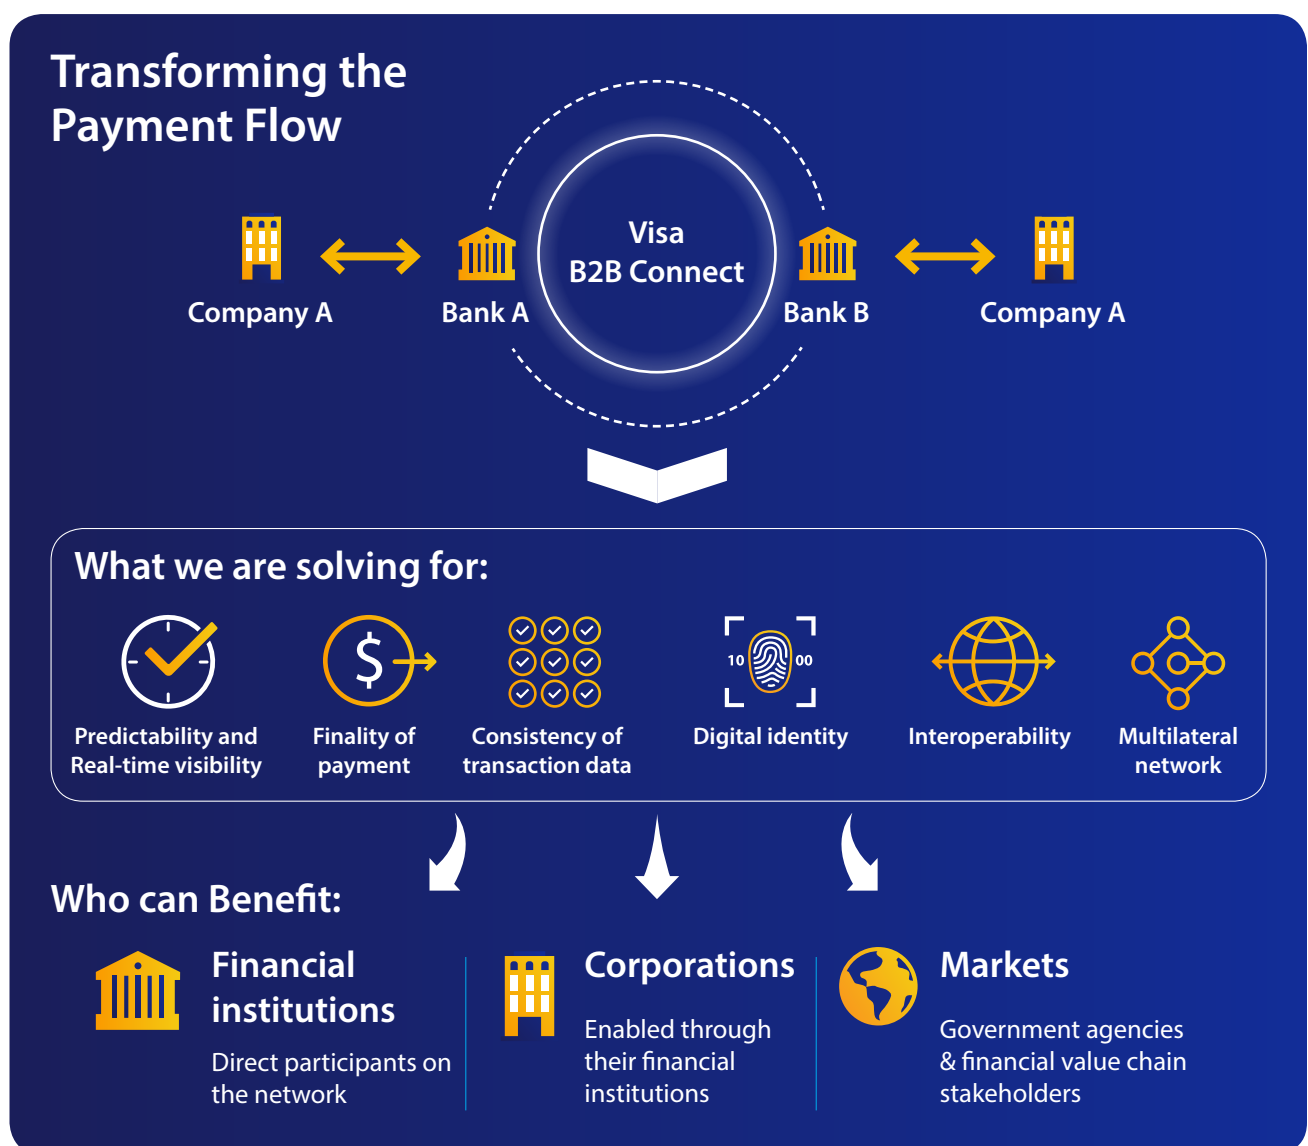 Transforming the
Payment Flow
Visa
B2B Connect
Company A
Bank A
Bank B
Company A
What we are solving for:
10
00
Predictability and
Real-time visibility
$
Finality of
payment
Consistency of
transaction data
Digital identity
Interoperability
Multilateral
network
Who can Benefit:
Financial
institutions
Direct participants on
the network
Corporations
Enabled through
their financial
institutions
Markets
Government agencies
& financial value chain
stakeholders